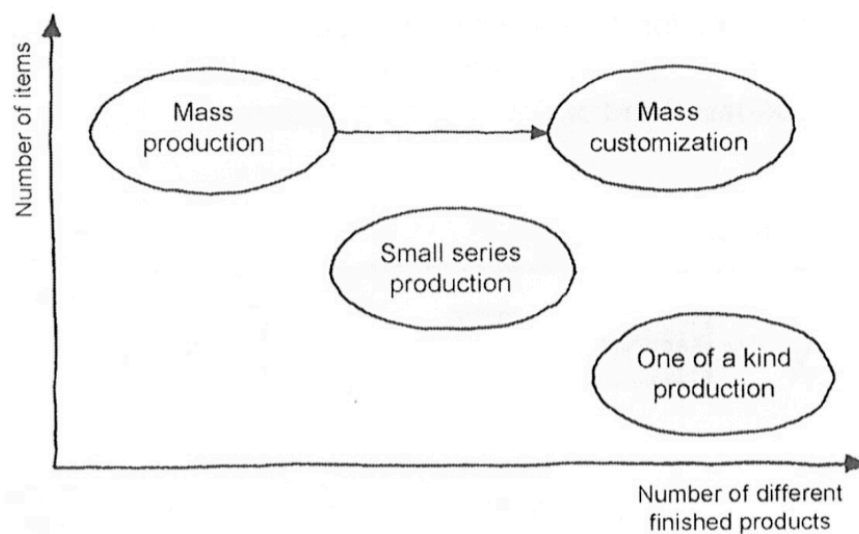 Number of items
Mass
production
Mass
customization
Small series
production
One of a kind
production
Number of different
finished products